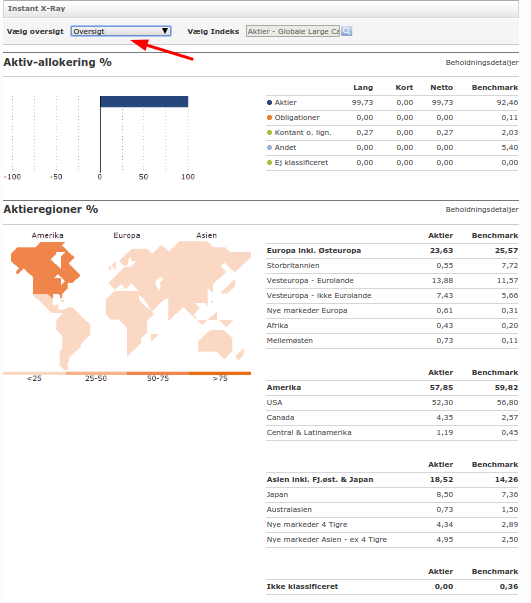 Instant X-Ray
Vælg oversigt Oversigt Vælg Indeks Aktier - Globale Large Ca
Aktiv-allokering % Beholdningsdetaljer
Lang Kort Netto Benchmark
Aktier 99,73 0,00 99,73 92,46
Obligationer 0,00 0,00 0,00 0,11
Kontant o. lign. 0,27 0,00 0,27 2,03
Andet 0,00 0,00 0,00 5,40
Ej klassificeret 0,00 0,00 0,00 0,00
-100 -50 0 50 100
Aktieregioner % Beholdningsdetaljer
Amerika Europa Asien
<25 25-50 50-75 >75
Aktier Benchmark
Europa inkl. Østeuropa 23,63 25,57
Storbritannien 0,55 7,72
Vesteuropa - Eurolande 13,88 11,57
Vesteuropa - ikke Eurolande 7,43 5,66
Nye markeder Europa 0,61 0,31
Afrika 0,43 0,20
Mellemøsten 0,73 0,11
Aktier Benchmark
Amerika 57,85 59,82
USA 52,30 56,80
Canada 4,35 2,57
Central & Latinamerika 1,19 0,45
Aktier Benchmark
Asien inkl. Fj.øst. & Japan 18,52 14,26
Japan 8,50 7,36
Australasien 0,73 1,50
Nye markeder 4 Tigre 4,34 2,89
Nye markeder Asien - ex 4 Tigre 4,95 2,50
Aktier Benchmark
Ikke klassificeret 0,00 0,36